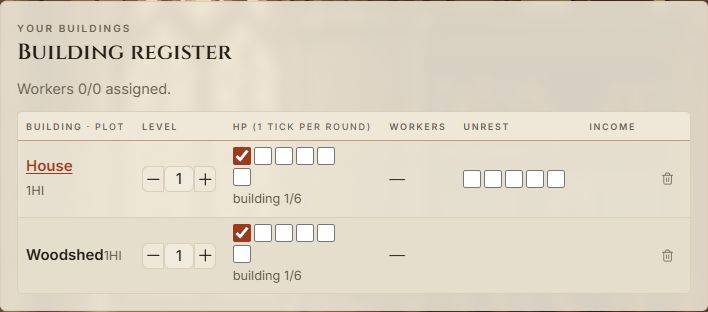 YOUR BUILDINGS
BUILDING REGISTER
Workers 0/0 assigned.
BUILDING · PLOT LEVEL HP (1 TICK PER ROUND) WORKERS UNREST INCOME
House
1HI
1
building 1/6
—
Woodshed1HI
1
building 1/6
—